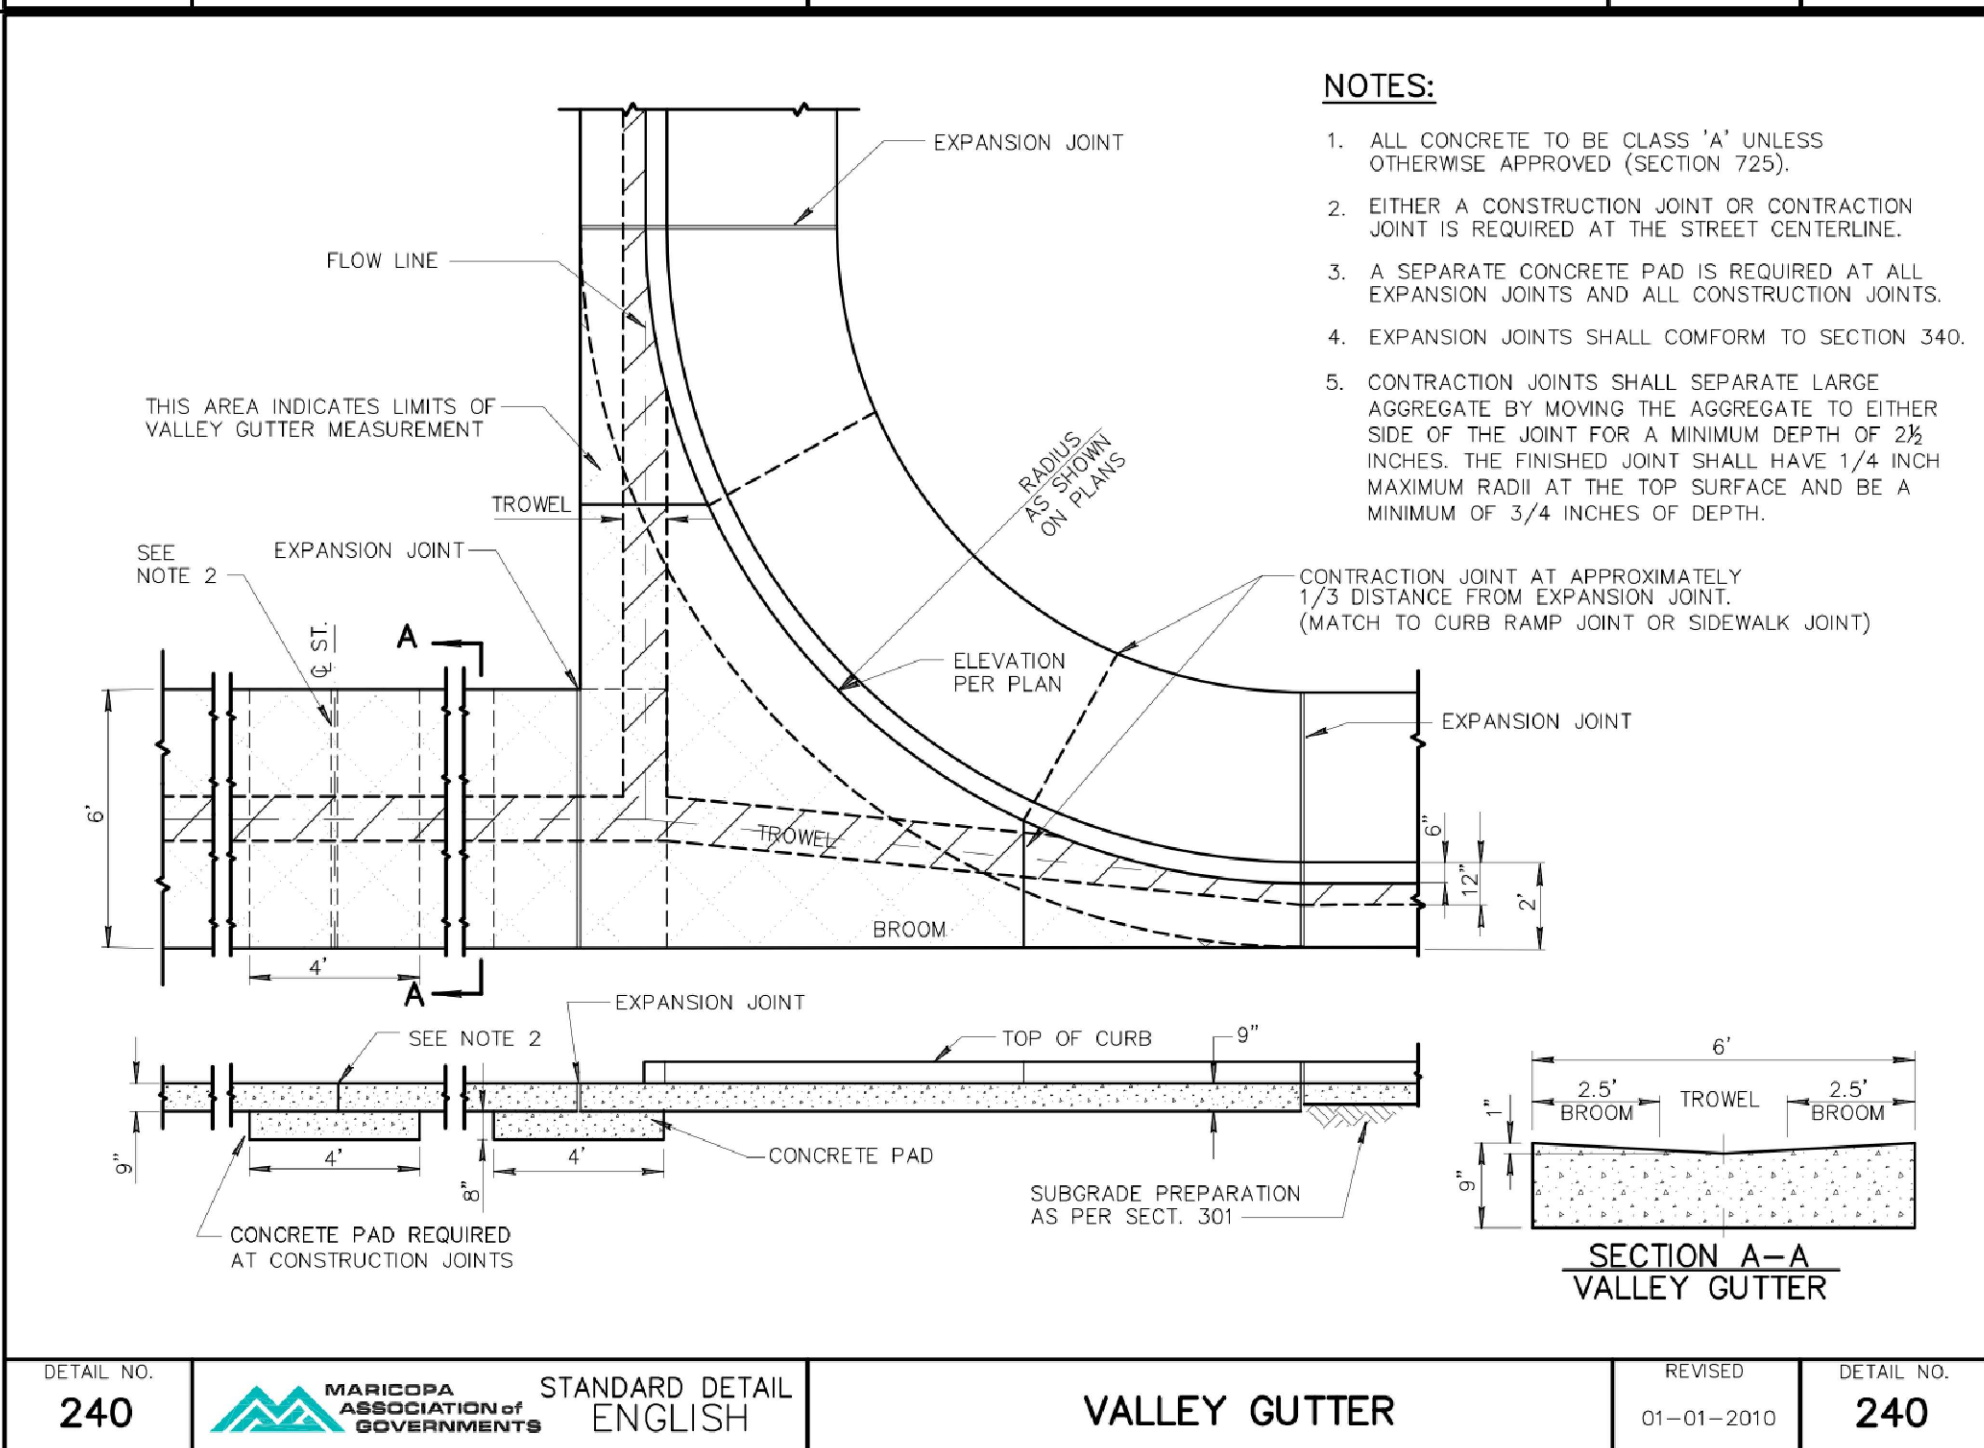 NOTES:
1. ALL CONCRETE TO BE CLASS 'A' UNLESS
OTHERWISE APPROVED (SECTION 725).
2. EITHER A CONSTRUCTION JOINT OR CONTRACTION
JOINT IS REQUIRED AT THE STREET CENTERLINE.
3. A SEPARATE CONCRETE PAD IS REQUIRED AT ALL
EXPANSION JOINTS AND ALL CONSTRUCTION JOINTS.
4. EXPANSION JOINTS SHALL COMFORM TO SECTION 340.
5. CONTRACTION JOINTS SHALL SEPARATE LARGE
AGGREGATE BY MOVING THE AGGREGATE TO EITHER
SIDE OF THE JOINT FOR A MINIMUM DEPTH OF 2½
INCHES. THE FINISHED JOINT SHALL HAVE 1/4 INCH
MAXIMUM RADII AT THE TOP SURFACE AND BE A
MINIMUM OF 3/4 INCHES OF DEPTH.
EXPANSION JOINT
FLOW LINE
THIS AREA INDICATES LIMITS OF
VALLEY GUTTER MEASUREMENT
RADIUS
AS SHOWN
ON PLANS
TROWEL
SEE
NOTE 2
EXPANSION JOINT
CONTRACTION JOINT AT APPROXIMATELY
1/3 DISTANCE FROM EXPANSION JOINT.
(MATCH TO CURB RAMP JOINT OR SIDEWALK JOINT)
℄ ST.
A
ELEVATION
PER PLAN
EXPANSION JOINT
6'
TROWEL
6"
12"
2'
BROOM
4'
A
EXPANSION JOINT
SEE NOTE 2
TOP OF CURB
9"
9"
4'
8"
4'
CONCRETE PAD
SUBGRADE PREPARATION
AS PER SECT. 301
CONCRETE PAD REQUIRED
AT CONSTRUCTION JOINTS
6'
2.5'
BROOM
TROWEL
2.5'
BROOM
1"
9"
SECTION A-A
VALLEY GUTTER
DETAIL NO.
240
MARICOPA
ASSOCIATION of
GOVERNMENTS
STANDARD DETAIL
ENGLISH
VALLEY GUTTER
REVISED
01-01-2010
DETAIL NO.
240